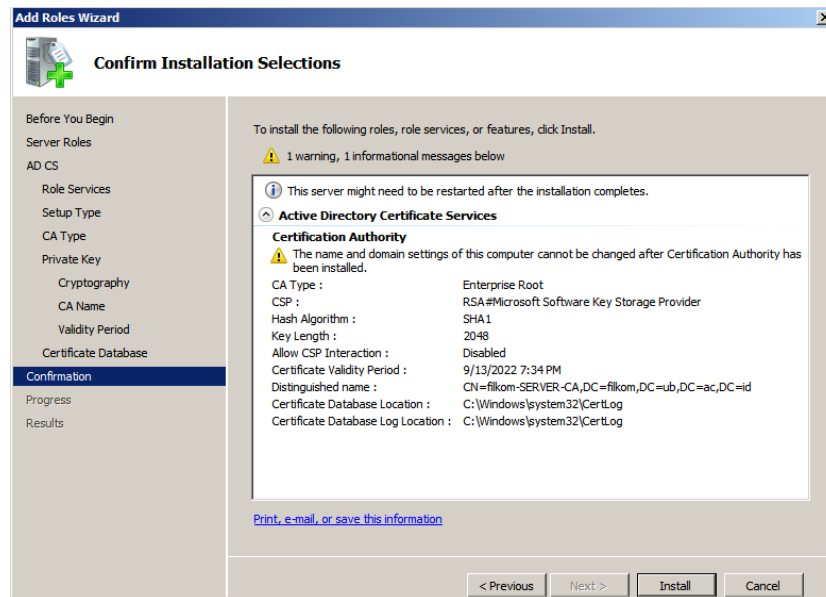 Add Roles Wizard
Confirm Installation Selections
Before You Begin
Server Roles
AD CS
Role Services
Setup Type
CA Type
Private Key
Cryptography
CA Name
Validity Period
Certificate Database
Confirmation
Progress
Results
To install the following roles, role services, or features, click Install.
1 warning, 1 informational messages below
This server might need to be restarted after the installation completes.
Active Directory Certificate Services
Certification Authority
The name and domain settings of this computer cannot be changed after Certification Authority has
been installed.
CA Type : Enterprise Root
CSP : RSA#Microsoft Software Key Storage Provider
Hash Algorithm : SHA1
Key Length : 2048
Allow CSP Interaction : Disabled
Certificate Validity Period : 9/13/2022 7:34 PM
Distinguished name : CN=filkom-SERVER-CA,DC=filkom,DC=ub,DC=ac,DC=id
Certificate Database Location : C:\Windows\system32\CertLog
Certificate Database Log Location : C:\Windows\system32\CertLog
Print, e-mail, or save this information
< Previous Next > Install Cancel